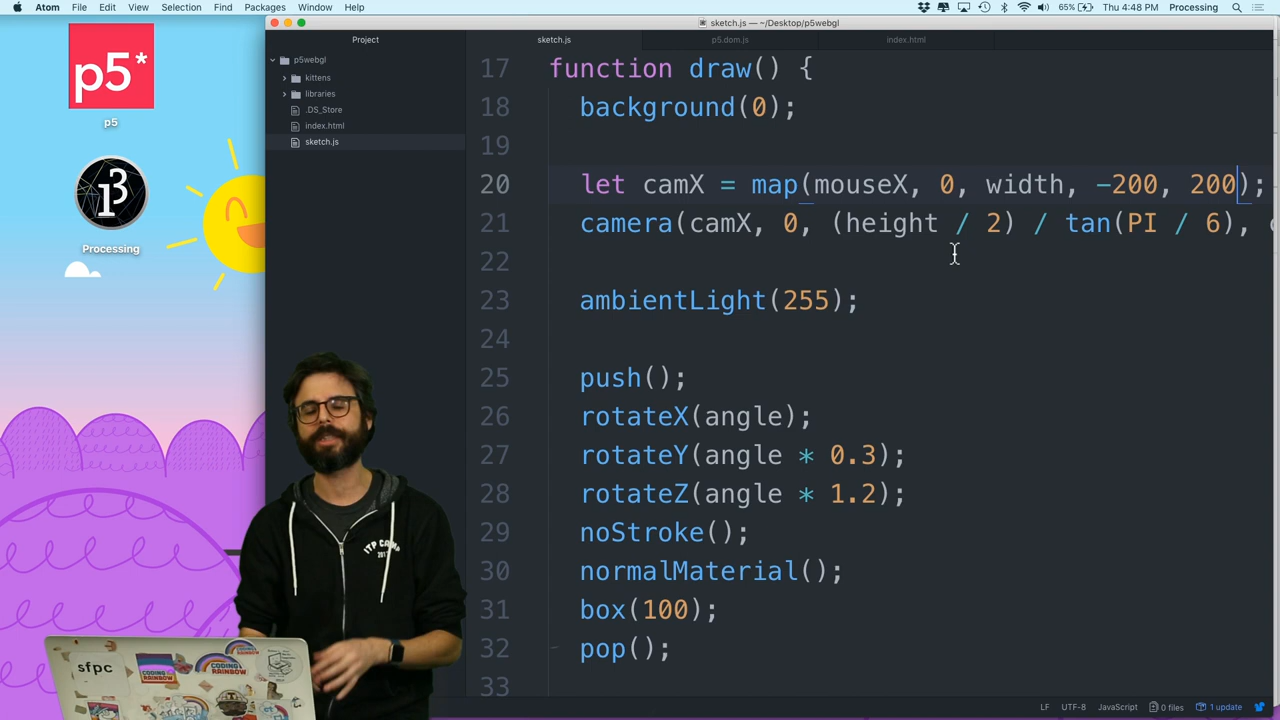 Atom File Edit View Selection Find Packages Window Help
65% Thu 4:48 PM Processing
sketch.js — ~/Desktop/p5webgl
Project
sketch.js
p5.dom.js
index.html
p5webgl
kittens
libraries
.DS_Store
index.html
sketch.js
p5*
p5
Processing
17 function draw() {
18 background(0);
19
20 let camX = map(mouseX, 0, width, -200, 200);
21 camera(camX, 0, (height / 2) / tan(PI / 6), c
22
23 ambientLight(255);
24
25 push();
26 rotateX(angle);
27 rotateY(angle * 0.3);
28 rotateZ(angle * 1.2);
29 noStroke();
30 normalMaterial();
31 box(100);
32 pop();
33
ITP CAMP
sfpc
CODING
RAINBOW
LF UTF-8 JavaScript 0 files 1 update